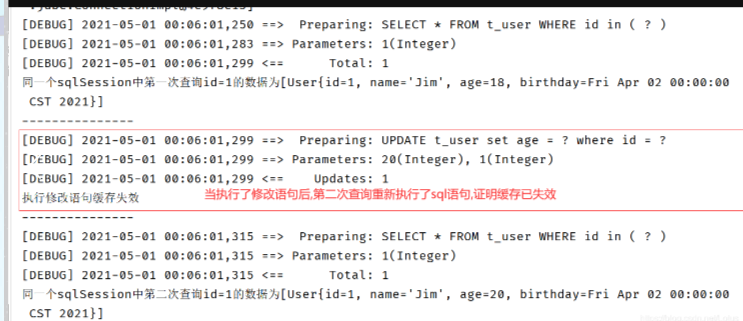 [DEBUG] 2021-05-01 00:06:01,250 ==>  Preparing: SELECT * FROM t_user WHERE id in ( ? )
[DEBUG] 2021-05-01 00:06:01,283 ==> Parameters: 1(Integer)
[DEBUG] 2021-05-01 00:06:01,299 <==      Total: 1
同一个sqlSession中第一次查询id=1的数据为[User{id=1, name='Jim', age=18, birthday=Fri Apr 02 00:00:00
CST 2021}]
---------------
[DEBUG] 2021-05-01 00:06:01,299 ==>  Preparing: UPDATE t_user set age = ? where id = ?
[DEBUG] 2021-05-01 00:06:01,299 ==> Parameters: 20(Integer), 1(Integer)
[DEBUG] 2021-05-01 00:06:01,299 <==    Updates: 1
执行修改语句缓存失效 当执行了修改语句后,第二次查询重新执行了sql语句,证明缓存已失效
---------------
[DEBUG] 2021-05-01 00:06:01,315 ==>  Preparing: SELECT * FROM t_user WHERE id in ( ? )
[DEBUG] 2021-05-01 00:06:01,315 ==> Parameters: 1(Integer)
[DEBUG] 2021-05-01 00:06:01,315 <==      Total: 1
同一个sqlSession中第二次查询id=1的数据为[User{id=1, name='Jim', age=20, birthday=Fri Apr 02 00:00:00
CST 2021}]